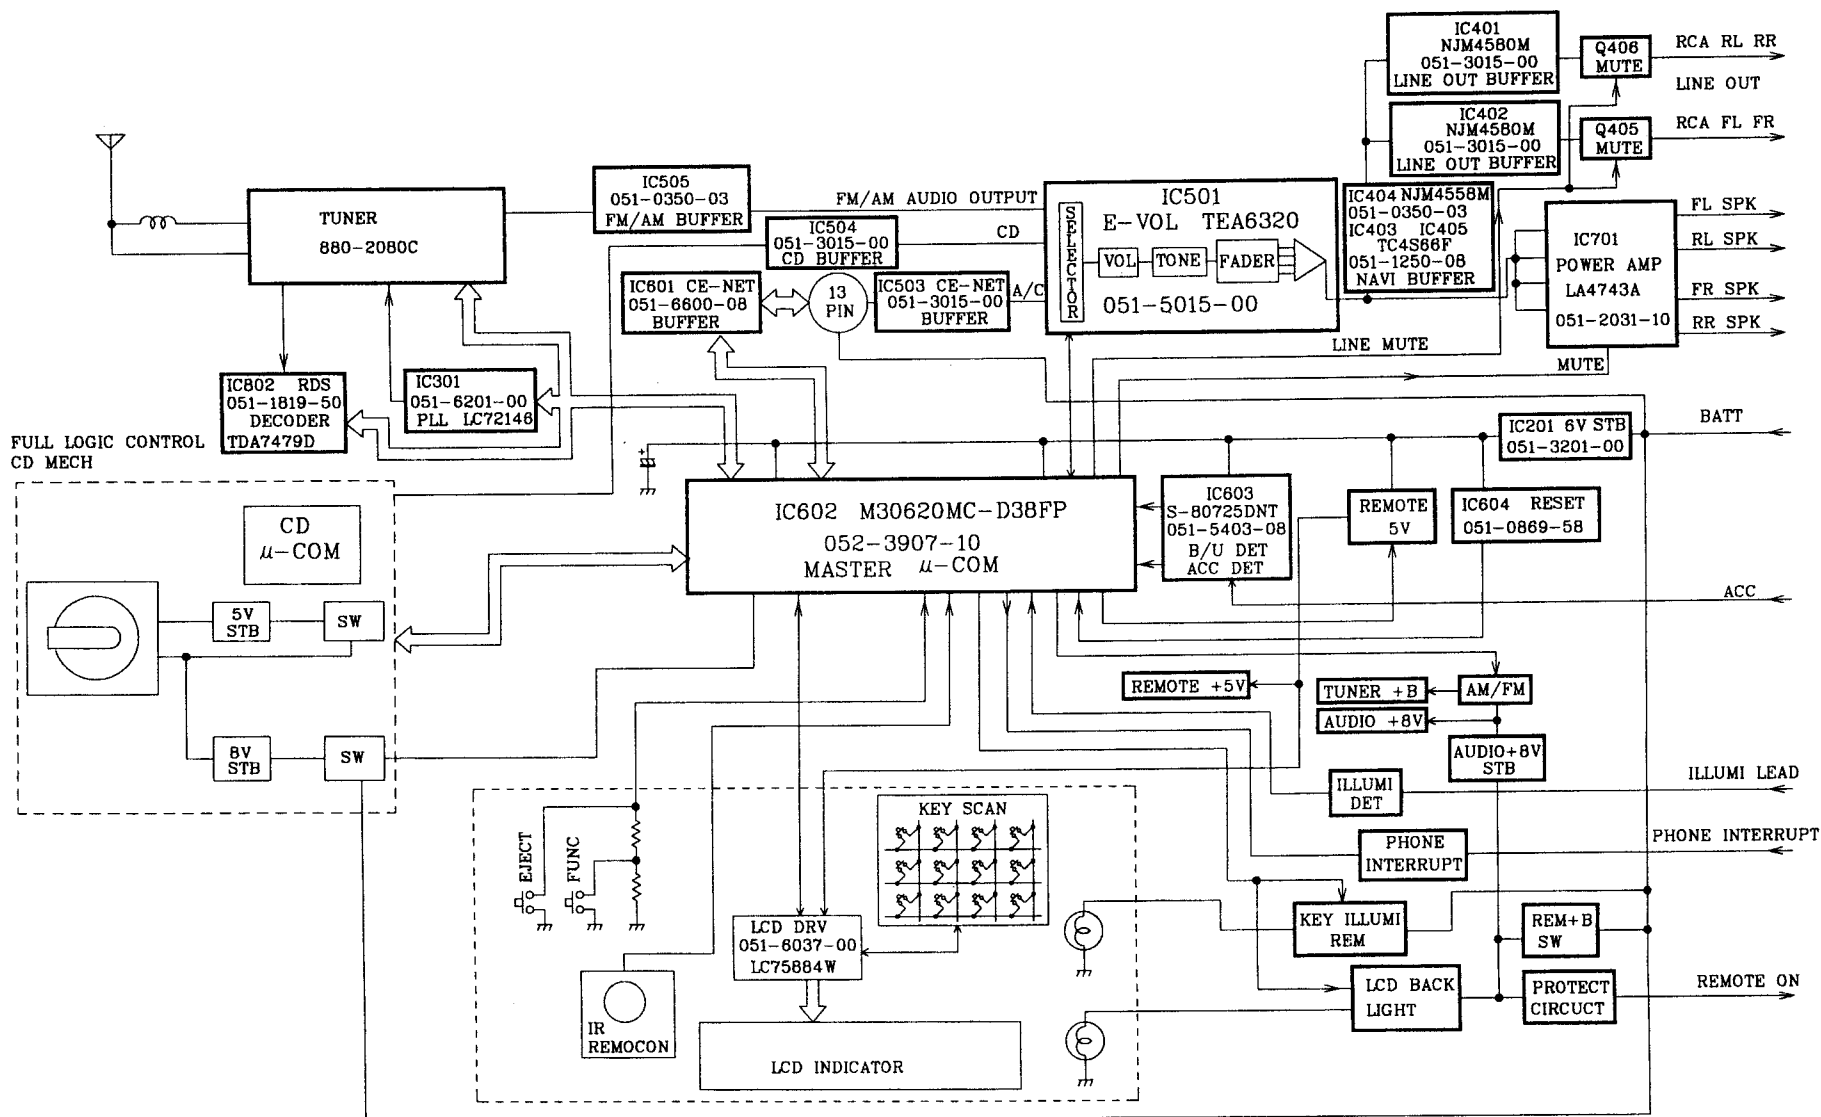 IC401
NJM4580M
051-3015-00
LINE OUT BUFFER
Q406
MUTE
RCA RL RR
LINE OUT
IC402
NJM4580M
051-3015-00
LINE OUT BUFFER
Q405
MUTE
RCA FL FR
TUNER
880-2080C
IC505
051-0350-03
FM/AM BUFFER
FM/AM AUDIO OUTPUT
IC504
051-3015-00
CD BUFFER
CD
IC601 CE-NET
051-6600-08
BUFFER
13
PIN
IC503 CE-NET
051-3015-00
BUFFER
A/C
SELECTOR
IC501
E-VOL TEA6320
VOL
TONE
FADER
051-5015-00
IC404 NJM4558M
051-0350-03
IC403 IC405
TC4S66F
051-1250-08
NAVI BUFFER
IC701
POWER AMP
LA4743A
051-2031-10
FL SPK
RL SPK
FR SPK
RR SPK
LINE MUTE
MUTE
IC802 RDS
051-1819-50
DECODER
TDA7479D
IC301
051-6201-00
PLL LC72146
IC201 6V STB
051-3201-00
BATT
FULL LOGIC CONTROL
CD MECH
CD
μ-COM
5V
STB
SW
8V
STB
SW
IC602 M30620MC-D38FP
052-3907-10
MASTER μ-COM
IC603
S-80725DNT
051-5403-08
B/U DET
ACC DET
REMOTE
5V
IC604 RESET
051-0869-58
ACC
REMOTE +5V
TUNER +B
AM/FM
AUDIO +8V
AUDIO+8V
STB
ILLUMI
DET
ILLUMI LEAD
PHONE
INTERRUPT
PHONE INTERRUPT
EJECT
FUNC
KEY SCAN
LCD DRV
051-6037-00
LC75884W
IR
REMOCON
LCD INDICATOR
KEY ILLUMI
REM
REM+B
SW
LCD BACK
LIGHT
PROTECT
CIRCUCT
REMOTE ON